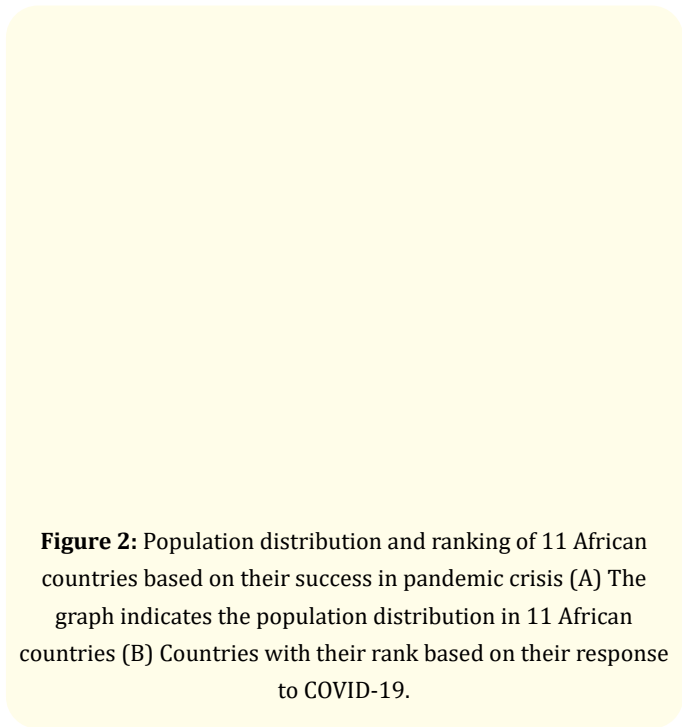 Figure 2: Population distribution and ranking of 11 African
countries based on their success in pandemic crisis (A) The
graph indicates the population distribution in 11 African
countries (B) Countries with their rank based on their response
to COVID-19.